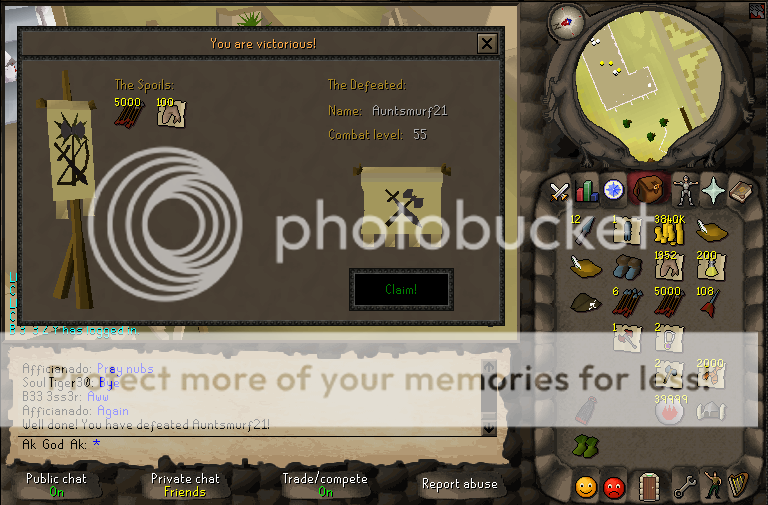 You are victorious!
The Spoils:
5000 100
The Defeated:
Name: Auntsmurf21
Combat level: 55
Claim!
photobucket
Protect more of your memories for less!
Afficianado: Pray nubs
Soul Tiger30: Bye
B33 3ss3r: Aww
Afficianado: Again
Well done! You have defeated Auntsmurf21!
Ak God Ak: *
Public chat
On
Private chat
Friends
Trade/compete
On
Report abuse
12 1 3840K
1352 200
6 5000 108
1 2
2 2000
39999